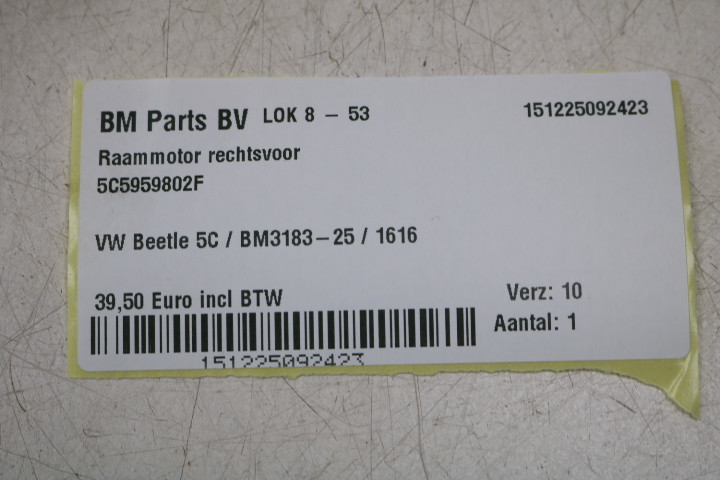 BM Parts BV LOK 8 – 53 151225092423
Raammotor rechtsvoor
5C5959802F
VW Beetle 5C / BM3183–25 / 1616
39,50 Euro incl BTW Verz: 10
Aantal: 1
151225092423